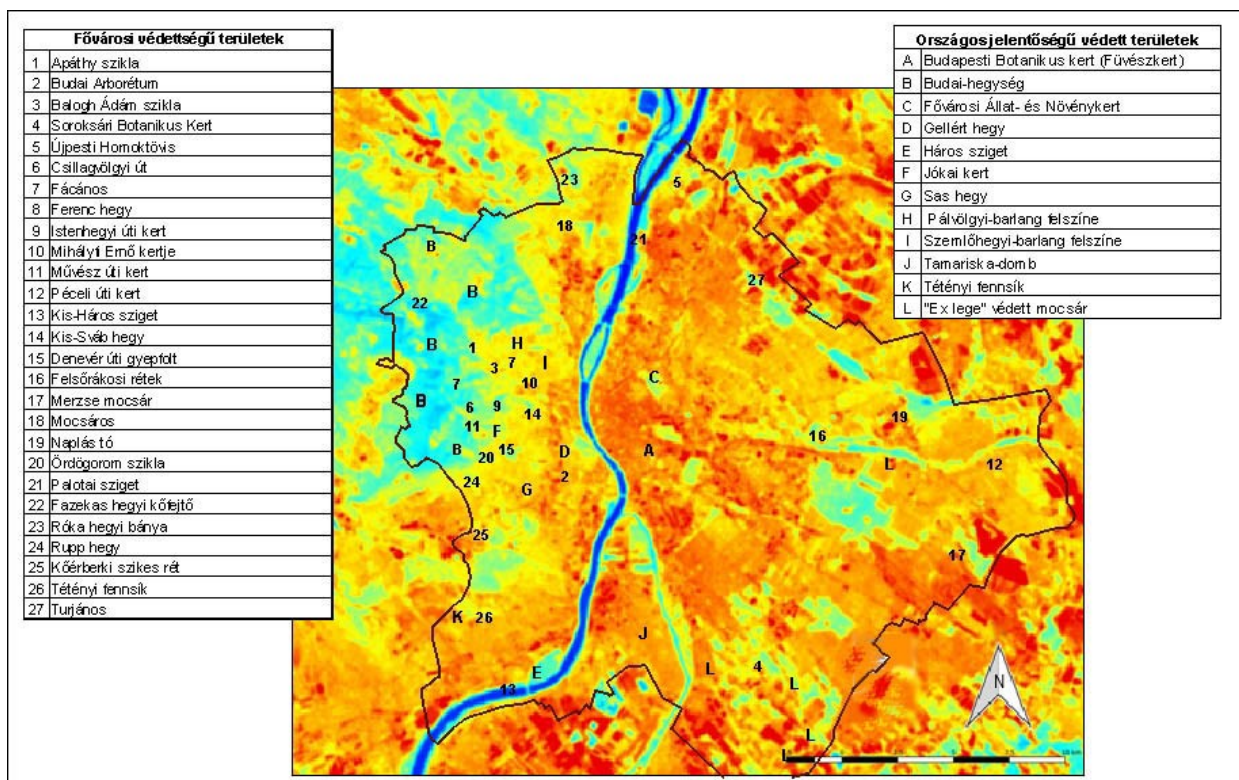 Fővárosi védettségű területek
1 Apáthy szikla
2 Budai Arborétum
3 Balogh Ádám szikla
4 Soroksári Botanikus Kert
5 Újpesti Homoktövis
6 Csillagvölgyi út
7 Fácános
8 Ferenc hegy
9 Istenhegyi úti kert
10 Mihályfi Ernő kertje
11 Művész úti kert
12 Péceli úti kert
13 Kis-Háros sziget
14 Kis-Sváb hegy
15 Denevér úti gyepfolt
16 Felsőrákosi rétek
17 Merzse mocsár
18 Mocsáros
19 Naplás tó
20 Ördögorom szikla
21 Palotai sziget
22 Fazekas hegyi kőfejtő
23 Róka hegyi bánya
24 Rupp hegy
25 Kőérberki szikes rét
26 Tétényi fennsík
27 Turjános
Országos jelentőségű védett területek
A Budapesti Botanikus kert (Füvészkert)
B Budai-hegység
C Fővárosi Állat- és Növénykert
D Gellért hegy
E Háros sziget
F Jókai kert
G Sas hegy
H Pálvölgyi-barlang felszíne
I Szemlőhegyi-barlang felszíne
J Tamariska-domb
K Tétényi fennsík
L "Ex lege" védett mocsár
23
5
18
21
B
27
B
22
B
1
H
3
7
I
7
10
C
B
6
9
14
19
11
F
16
B
20
15
D
A
L
12
24
G
2
25
17
K
26
J
E
13
L
4
L
L
L
N